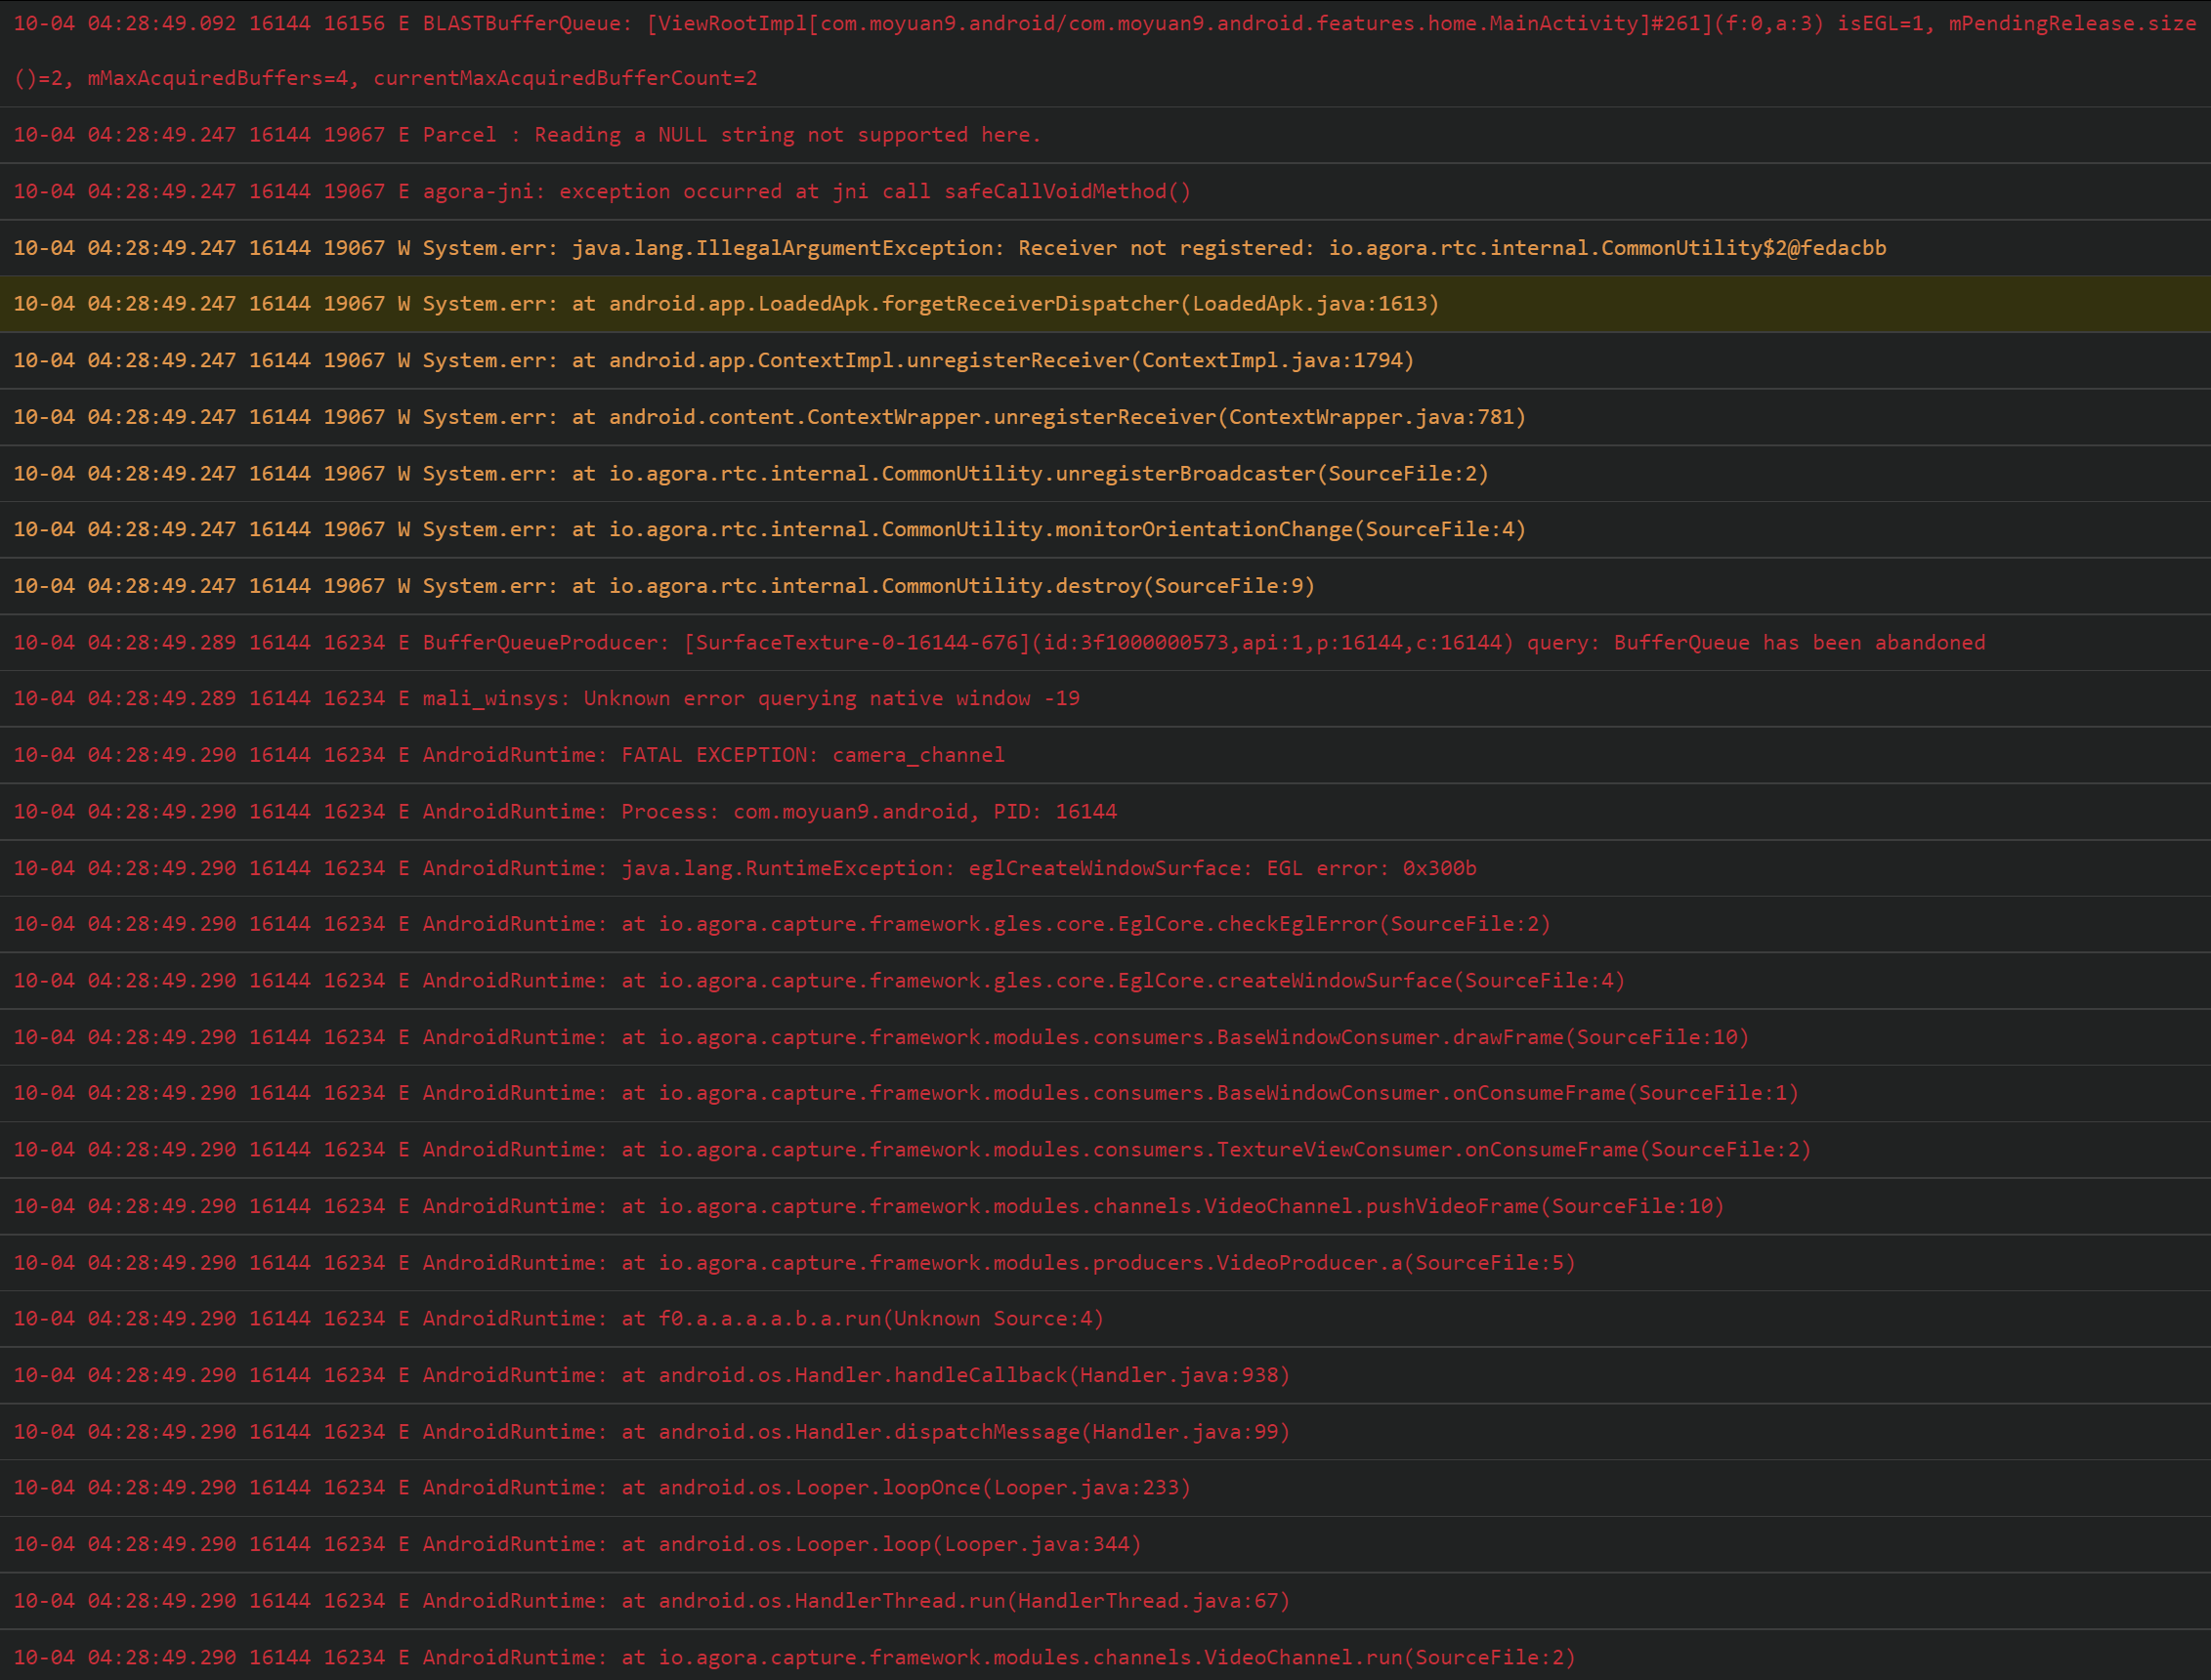 10-04 04:28:49.092 16144 16156 E BLASTBufferQueue: [ViewRootImpl[com.moyuan9.android/com.moyuan9.android.features.home.MainActivity]#261](f:0,a:3) isEGL=1, mPendingRelease.size
()=2, mMaxAcquiredBuffers=4, currentMaxAcquiredBufferCount=2
10-04 04:28:49.247 16144 19067 E Parcel : Reading a NULL string not supported here.
10-04 04:28:49.247 16144 19067 E agora-jni: exception occurred at jni call safeCallVoidMethod()
10-04 04:28:49.247 16144 19067 W System.err: java.lang.IllegalArgumentException: Receiver not registered: io.agora.rtc.internal.CommonUtility$2@fedacbb
10-04 04:28:49.247 16144 19067 W System.err: at android.app.LoadedApk.forgetReceiverDispatcher(LoadedApk.java:1613)
10-04 04:28:49.247 16144 19067 W System.err: at android.app.ContextImpl.unregisterReceiver(ContextImpl.java:1794)
10-04 04:28:49.247 16144 19067 W System.err: at android.content.ContextWrapper.unregisterReceiver(ContextWrapper.java:781)
10-04 04:28:49.247 16144 19067 W System.err: at io.agora.rtc.internal.CommonUtility.unregisterBroadcaster(SourceFile:2)
10-04 04:28:49.247 16144 19067 W System.err: at io.agora.rtc.internal.CommonUtility.monitorOrientationChange(SourceFile:4)
10-04 04:28:49.247 16144 19067 W System.err: at io.agora.rtc.internal.CommonUtility.destroy(SourceFile:9)
10-04 04:28:49.289 16144 16234 E BufferQueueProducer: [SurfaceTexture-0-16144-676](id:3f1000000573,api:1,p:16144,c:16144) query: BufferQueue has been abandoned
10-04 04:28:49.289 16144 16234 E mali_winsys: Unknown error querying native window -19
10-04 04:28:49.290 16144 16234 E AndroidRuntime: FATAL EXCEPTION: camera_channel
10-04 04:28:49.290 16144 16234 E AndroidRuntime: Process: com.moyuan9.android, PID: 16144
10-04 04:28:49.290 16144 16234 E AndroidRuntime: java.lang.RuntimeException: eglCreateWindowSurface: EGL error: 0x300b
10-04 04:28:49.290 16144 16234 E AndroidRuntime: at io.agora.capture.framework.gles.core.EglCore.checkEglError(SourceFile:2)
10-04 04:28:49.290 16144 16234 E AndroidRuntime: at io.agora.capture.framework.gles.core.EglCore.createWindowSurface(SourceFile:4)
10-04 04:28:49.290 16144 16234 E AndroidRuntime: at io.agora.capture.framework.modules.consumers.BaseWindowConsumer.drawFrame(SourceFile:10)
10-04 04:28:49.290 16144 16234 E AndroidRuntime: at io.agora.capture.framework.modules.consumers.BaseWindowConsumer.onConsumeFrame(SourceFile:1)
10-04 04:28:49.290 16144 16234 E AndroidRuntime: at io.agora.capture.framework.modules.consumers.TextureViewConsumer.onConsumeFrame(SourceFile:2)
10-04 04:28:49.290 16144 16234 E AndroidRuntime: at io.agora.capture.framework.modules.channels.VideoChannel.pushVideoFrame(SourceFile:10)
10-04 04:28:49.290 16144 16234 E AndroidRuntime: at io.agora.capture.framework.modules.producers.VideoProducer.a(SourceFile:5)
10-04 04:28:49.290 16144 16234 E AndroidRuntime: at f0.a.a.a.a.b.a.run(Unknown Source:4)
10-04 04:28:49.290 16144 16234 E AndroidRuntime: at android.os.Handler.handleCallback(Handler.java:938)
10-04 04:28:49.290 16144 16234 E AndroidRuntime: at android.os.Handler.dispatchMessage(Handler.java:99)
10-04 04:28:49.290 16144 16234 E AndroidRuntime: at android.os.Looper.loopOnce(Looper.java:233)
10-04 04:28:49.290 16144 16234 E AndroidRuntime: at android.os.Looper.loop(Looper.java:344)
10-04 04:28:49.290 16144 16234 E AndroidRuntime: at android.os.HandlerThread.run(HandlerThread.java:67)
10-04 04:28:49.290 16144 16234 E AndroidRuntime: at io.agora.capture.framework.modules.channels.VideoChannel.run(SourceFile:2)